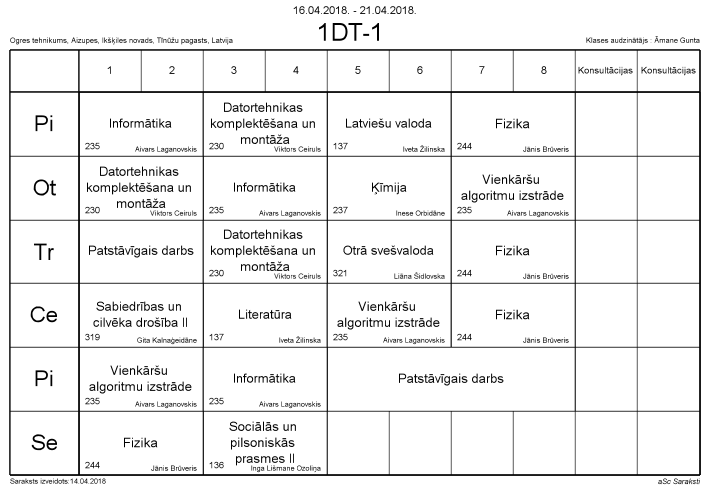 16.04.2018. - 21.04.2018.
1DT-1
Ogres tehnikums, Aizupes, Ikšķiles novads, Tīnūžu pagasts, Latvija
Klases audzinātājs : Āmane Gunta
1 2 3 4 5 6 7 8 Konsultācijas Konsultācijas
Pi
Informātika
235 Aivars Laganovskis
Datortehnikas
komplektēšana un
montāža
230 Viktors Ceiruls
Latviešu valoda
137 Iveta Žilinska
Fizika
244 Jānis Brūveris
Ot
Datortehnikas
komplektēšana un
montāža
230 Viktors Ceiruls
Informātika
235 Aivars Laganovskis
Ķīmija
237 Inese Orbidāne
Vienkāršu
algoritmu izstrāde
235 Aivars Laganovskis
Tr
Patstāvīgais darbs
Datortehnikas
komplektēšana un
montāža
230 Viktors Ceiruls
Otrā svešvaloda
321 Liāna Šidlovska
Fizika
244 Jānis Brūveris
Ce
Sabiedrības un
cilvēka drošība II
319 Gita Kalnaģeidāne
Literatūra
137 Iveta Žilinska
Vienkāršu
algoritmu izstrāde
235 Aivars Laganovskis
Fizika
244 Jānis Brūveris
Pi
Vienkāršu
algoritmu izstrāde
235 Aivars Laganovskis
Informātika
235 Aivars Laganovskis
Patstāvīgais darbs
Se
Fizika
244 Jānis Brūveris
Sociālās un
pilsoniskās
prasmes II
136 Inga Lišmane Ozoliņa
Saraksts izveidots:14.04.2018
aSc Saraksti